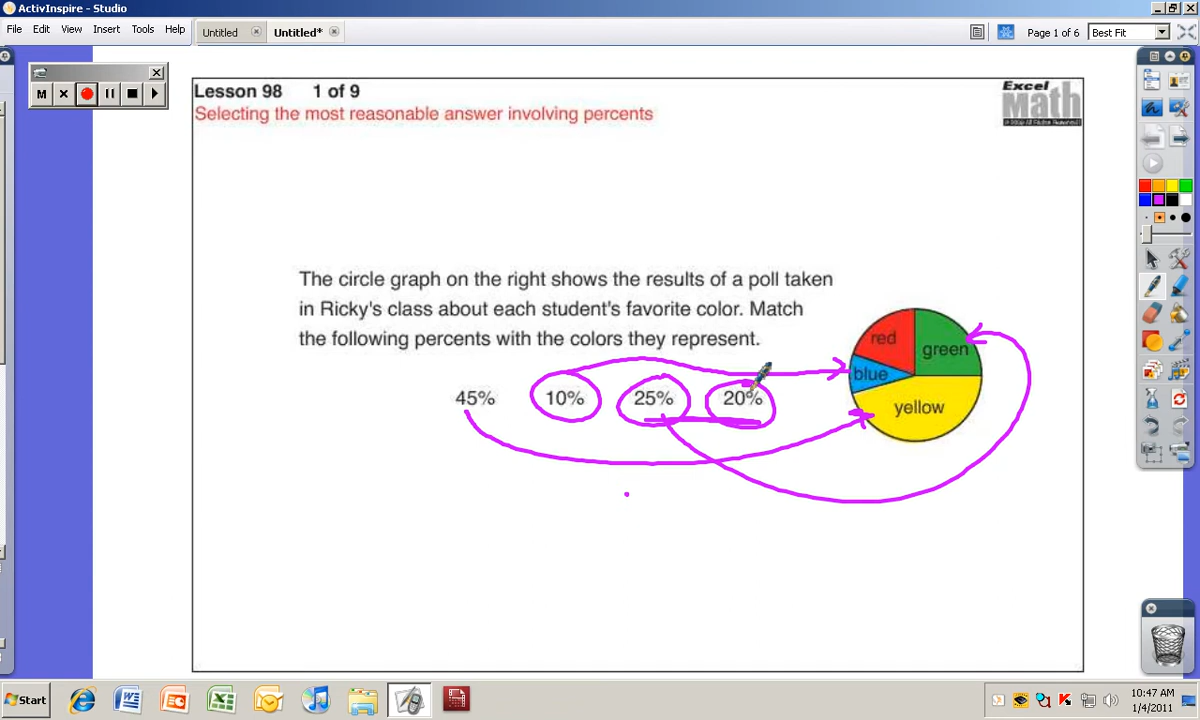 ActivInspire - Studio
File Edit View Insert Tools Help
Untitled Untitled*
Page 1 of 6 Best Fit
M
Lesson 98 1 of 9
Selecting the most reasonable answer involving percents
Excel
Math
The circle graph on the right shows the results of a poll taken
in Ricky's class about each student's favorite color. Match
the following percents with the colors they represent.
45% 10% 25% 20%
red
green
blue
yellow
Start
10:47 AM
1/4/2011